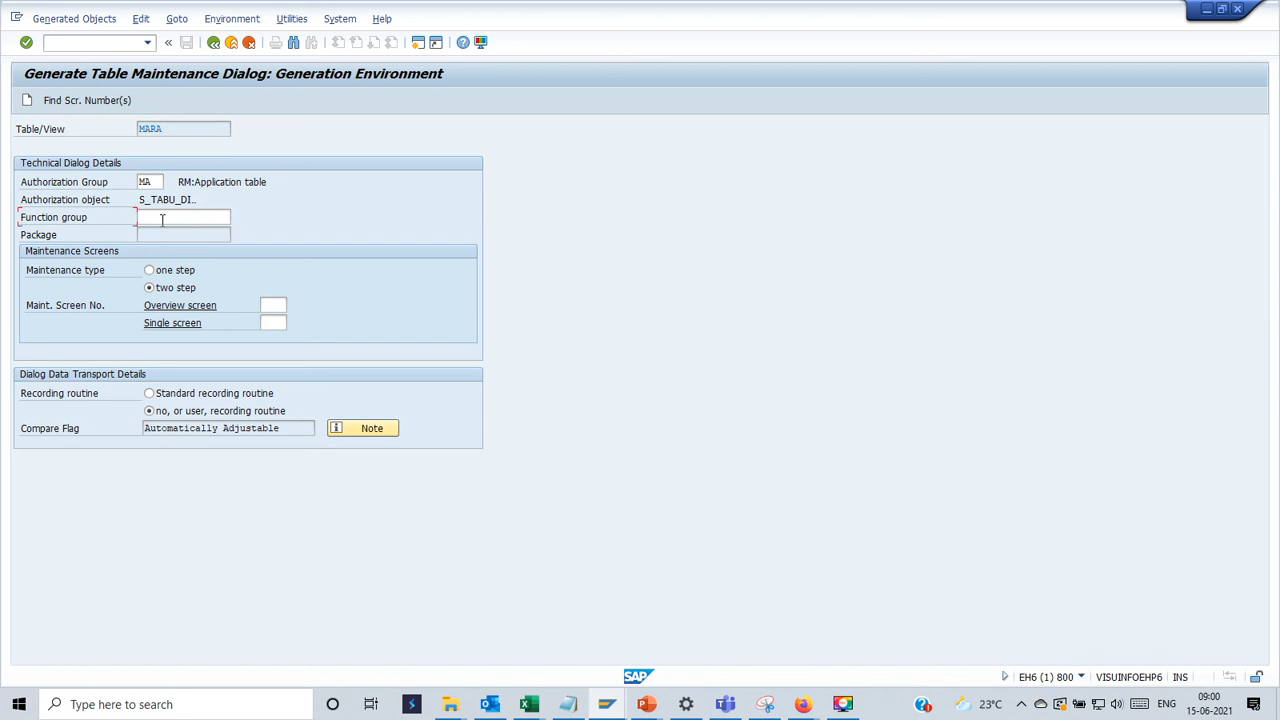 Generated Objects Edit Goto Environment Utilities System Help
Generate Table Maintenance Dialog: Generation Environment
Find Scr. Number(s)
Table/View MARA
Technical Dialog Details
Authorization Group MA RM:Application table
Authorization object S_TABU_DI..
Function group
Package
Maintenance Screens
Maintenance type one step
two step
Maint. Screen No. Overview screen
Single screen
Dialog Data Transport Details
Recording routine Standard recording routine
no, or user, recording routine
Compare Flag Automatically Adjustable Note
SAP EH6 (1) 800 VISUINFOEHP6 INS
Type here to search 23°C ENG 09:00
15-06-2021